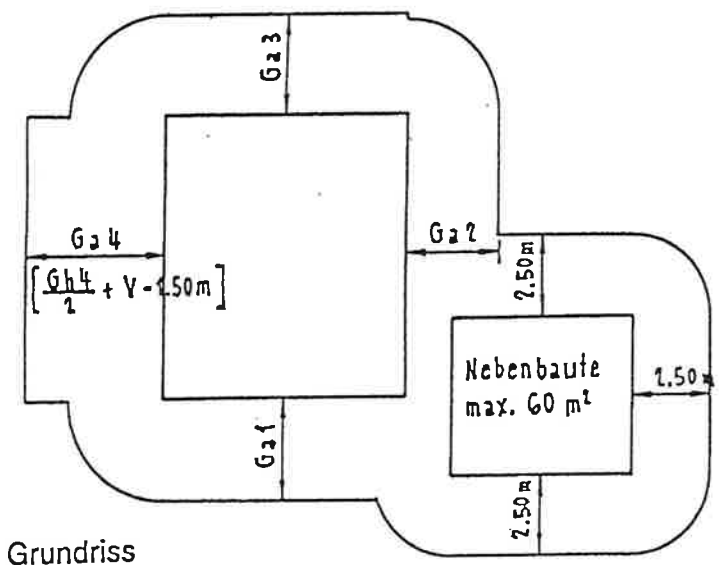 Ga3
Ga4
[Gh4/2 + V - 1.50m]
Ga2
2.50m
Nebenbaute
max. 60 m²
2.50m
Ga1
2.50m
Grundriss